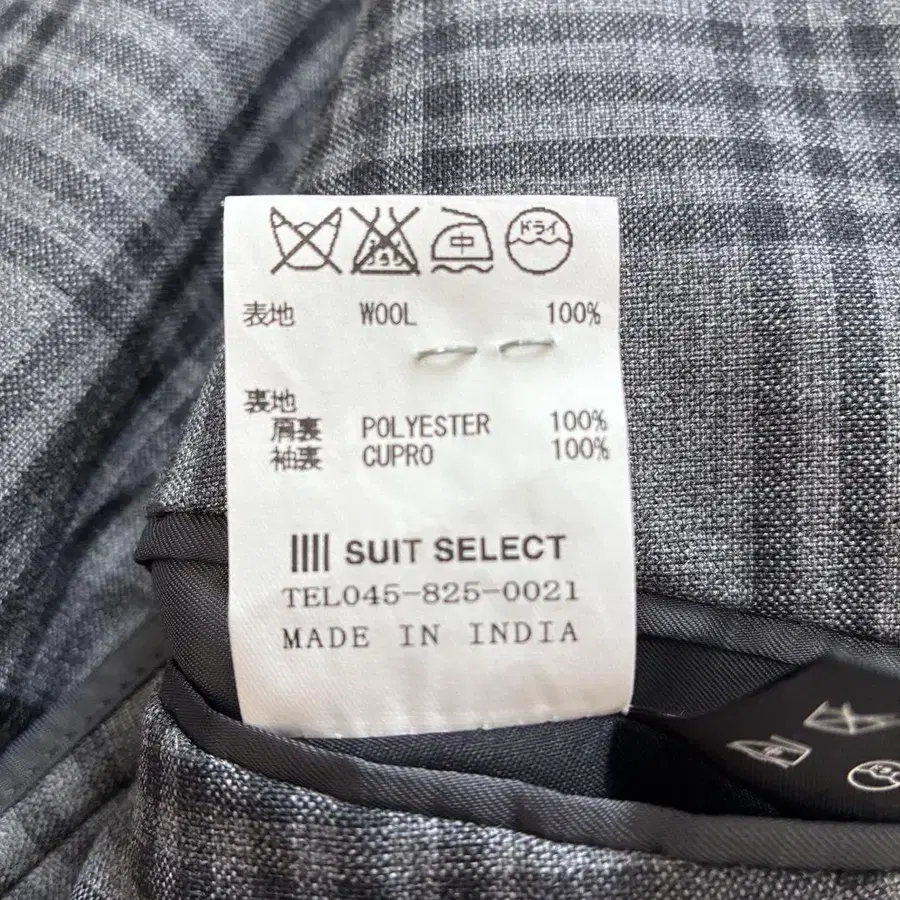 中 ドライ
表地 WOOL 100%
裏地
肩裏 POLYESTER 100%
袖裏 CUPRO 100%
SUIT SELECT
TEL045-825-0021
MADE IN INDIA